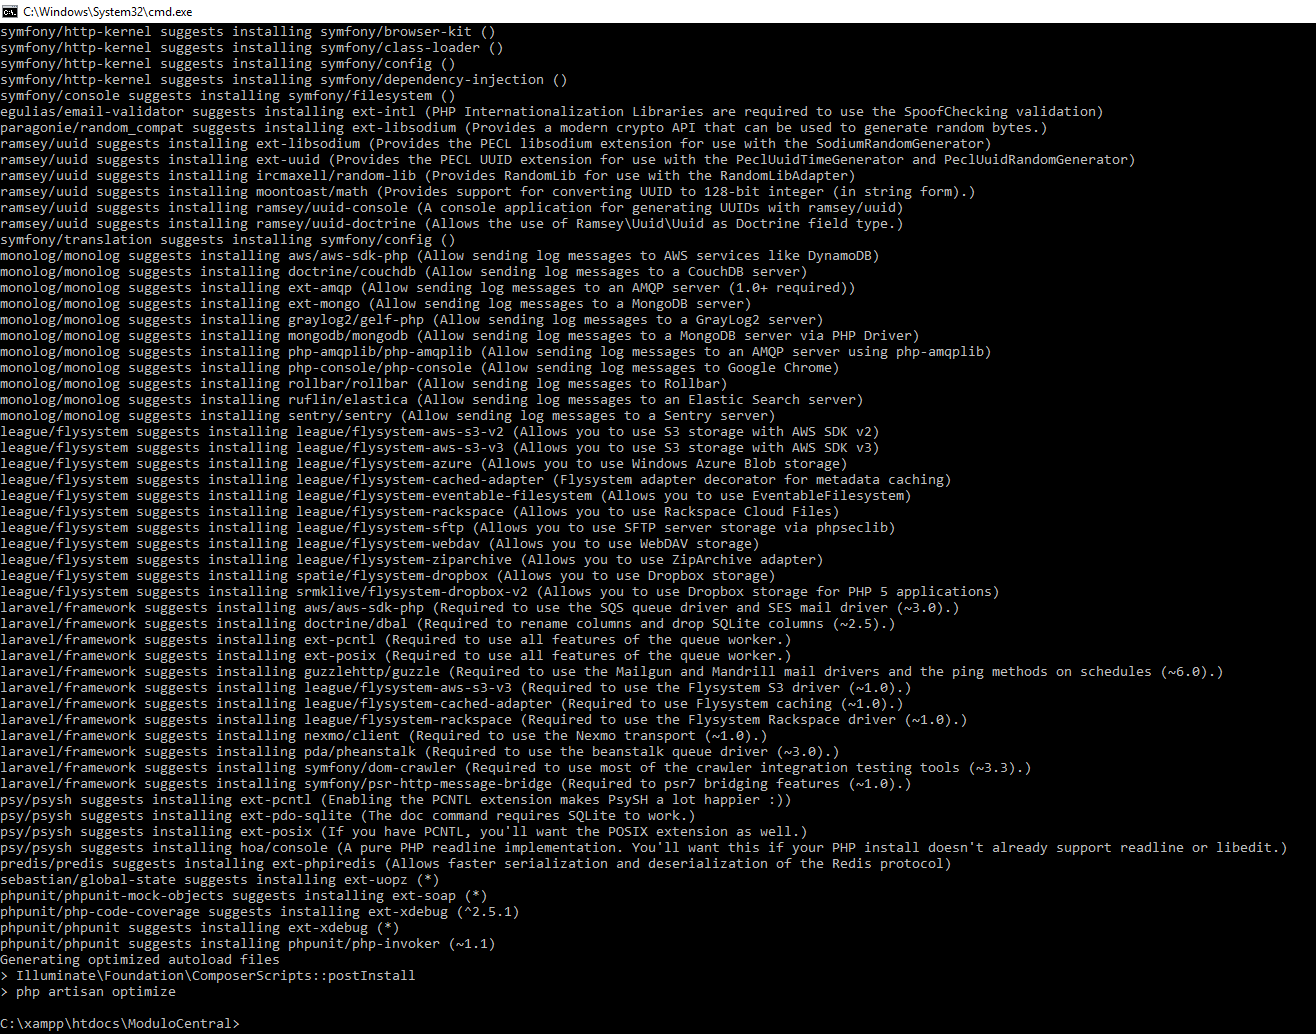 C:\Windows\System32\cmd.exe
symfony/http-kernel suggests installing symfony/browser-kit ()
symfony/http-kernel suggests installing symfony/class-loader ()
symfony/http-kernel suggests installing symfony/config ()
symfony/http-kernel suggests installing symfony/dependency-injection ()
symfony/console suggests installing symfony/filesystem ()
egulias/email-validator suggests installing ext-intl (PHP Internationalization Libraries are required to use the SpoofChecking validation)
paragonie/random_compat suggests installing ext-libsodium (Provides a modern crypto API that can be used to generate random bytes.)
ramsey/uuid suggests installing ext-libsodium (Provides the PECL libsodium extension for use with the SodiumRandomGenerator)
ramsey/uuid suggests installing ext-uuid (Provides the PECL UUID extension for use with the PeclUuidTimeGenerator and PeclUuidRandomGenerator)
ramsey/uuid suggests installing ircmaxell/random-lib (Provides RandomLib for use with the RandomLibAdapter)
ramsey/uuid suggests installing moontoast/math (Provides support for converting UUID to 128-bit integer (in string form).)
ramsey/uuid suggests installing ramsey/uuid-console (A console application for generating UUIDs with ramsey/uuid)
ramsey/uuid suggests installing ramsey/uuid-doctrine (Allows the use of Ramsey\Uuid\Uuid as Doctrine field type.)
symfony/translation suggests installing symfony/config ()
monolog/monolog suggests installing aws/aws-sdk-php (Allow sending log messages to AWS services like DynamoDB)
monolog/monolog suggests installing doctrine/couchdb (Allow sending log messages to a CouchDB server)
monolog/monolog suggests installing ext-amqp (Allow sending log messages to an AMQP server (1.0+ required))
monolog/monolog suggests installing ext-mongo (Allow sending log messages to a MongoDB server)
monolog/monolog suggests installing graylog2/gelf-php (Allow sending log messages to a GrayLog2 server)
monolog/monolog suggests installing mongodb/mongodb (Allow sending log messages to a MongoDB server via PHP Driver)
monolog/monolog suggests installing php-amqplib/php-amqplib (Allow sending log messages to an AMQP server using php-amqplib)
monolog/monolog suggests installing php-console/php-console (Allow sending log messages to Google Chrome)
monolog/monolog suggests installing rollbar/rollbar (Allow sending log messages to Rollbar)
monolog/monolog suggests installing ruflin/elastica (Allow sending log messages to an Elastic Search server)
monolog/monolog suggests installing sentry/sentry (Allow sending log messages to a Sentry server)
league/flysystem suggests installing league/flysystem-aws-s3-v2 (Allows you to use S3 storage with AWS SDK v2)
league/flysystem suggests installing league/flysystem-aws-s3-v3 (Allows you to use S3 storage with AWS SDK v3)
league/flysystem suggests installing league/flysystem-azure (Allows you to use Windows Azure Blob storage)
league/flysystem suggests installing league/flysystem-cached-adapter (Flysystem adapter decorator for metadata caching)
league/flysystem suggests installing league/flysystem-eventable-filesystem (Allows you to use EventableFilesystem)
league/flysystem suggests installing league/flysystem-rackspace (Allows you to use Rackspace Cloud Files)
league/flysystem suggests installing league/flysystem-sftp (Allows you to use SFTP server storage via phpseclib)
league/flysystem suggests installing league/flysystem-webdav (Allows you to use WebDAV storage)
league/flysystem suggests installing league/flysystem-ziparchive (Allows you to use ZipArchive adapter)
league/flysystem suggests installing spatie/flysystem-dropbox (Allows you to use Dropbox storage)
league/flysystem suggests installing srmklive/flysystem-dropbox-v2 (Allows you to use Dropbox storage for PHP 5 applications)
laravel/framework suggests installing aws/aws-sdk-php (Required to use the SQS queue driver and SES mail driver (~3.0).)
laravel/framework suggests installing doctrine/dbal (Required to rename columns and drop SQLite columns (~2.5).)
laravel/framework suggests installing ext-pcntl (Required to use all features of the queue worker.)
laravel/framework suggests installing ext-posix (Required to use all features of the queue worker.)
laravel/framework suggests installing guzzlehttp/guzzle (Required to use the Mailgun and Mandrill mail drivers and the ping methods on schedules (~6.0).)
laravel/framework suggests installing league/flysystem-aws-s3-v3 (Required to use the Flysystem S3 driver (~1.0).)
laravel/framework suggests installing league/flysystem-cached-adapter (Required to use Flysystem caching (~1.0).)
laravel/framework suggests installing league/flysystem-rackspace (Required to use the Flysystem Rackspace driver (~1.0).)
laravel/framework suggests installing nexmo/client (Required to use the Nexmo transport (~1.0).)
laravel/framework suggests installing pda/pheanstalk (Required to use the beanstalk queue driver (~3.0).)
laravel/framework suggests installing symfony/dom-crawler (Required to use most of the crawler integration testing tools (~3.3).)
laravel/framework suggests installing symfony/psr-http-message-bridge (Required to psr7 bridging features (~1.0).)
psy/psysh suggests installing ext-pcntl (Enabling the PCNTL extension makes PsySH a lot happier :))
psy/psysh suggests installing ext-pdo-sqlite (The doc command requires SQLite to work.)
psy/psysh suggests installing ext-posix (If you have PCNTL, you'll want the POSIX extension as well.)
psy/psysh suggests installing hoa/console (A pure PHP readline implementation. You'll want this if your PHP install doesn't already support readline or libedit.)
predis/predis suggests installing ext-phpiredis (Allows faster serialization and deserialization of the Redis protocol)
sebastian/global-state suggests installing ext-uopz (*)
phpunit/phpunit-mock-objects suggests installing ext-soap (*)
phpunit/php-code-coverage suggests installing ext-xdebug (^2.5.1)
phpunit/phpunit suggests installing ext-xdebug (*)
phpunit/phpunit suggests installing phpunit/php-invoker (~1.1)
Generating optimized autoload files
> Illuminate\Foundation\ComposerScripts::postInstall
> php artisan optimize
C:\xampp\htdocs\ModuloCentral>